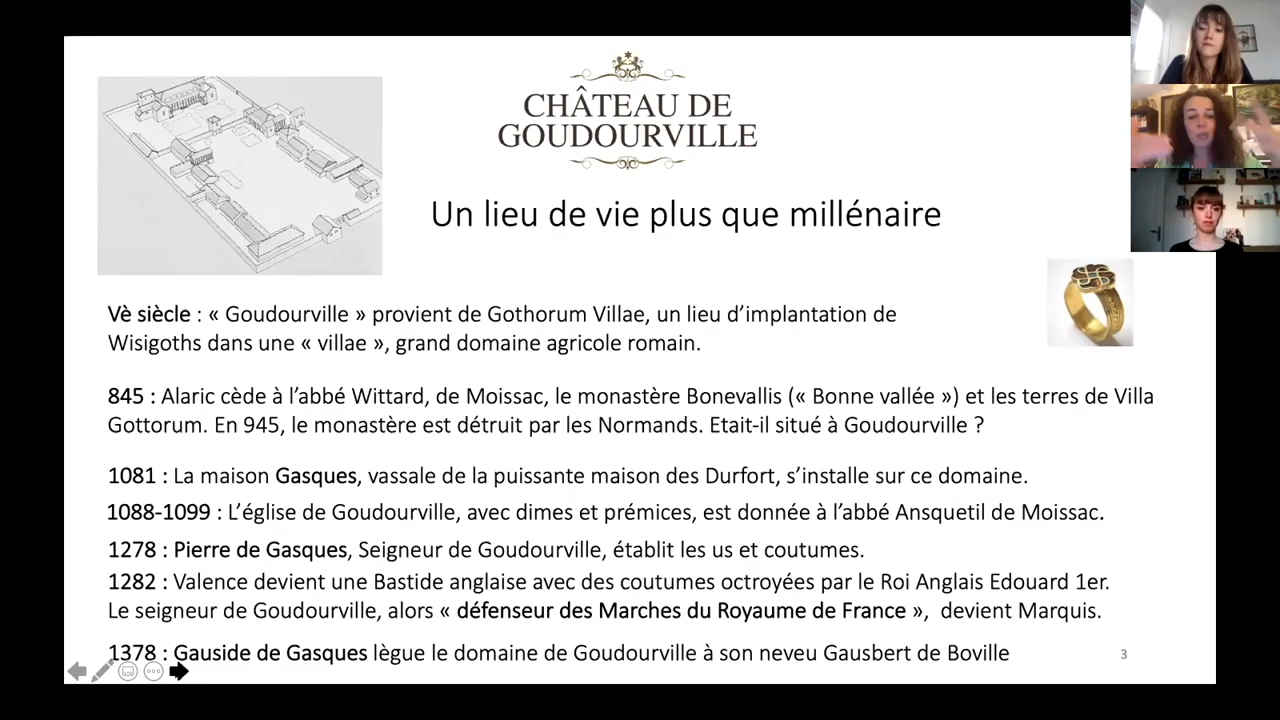 CHÂTEAU DE
GOUDOURVILLE
Un lieu de vie plus que millénaire
Vè siècle : « Goudourville » provient de Gothorum Villae, un lieu d’implantation de
Wisigoths dans une « villae », grand domaine agricole romain.
845 : Alaric cède à l’abbé Wittard, de Moissac, le monastère Bonevallis (« Bonne vallée ») et les terres de Villa
Gottorum. En 945, le monastère est détruit par les Normands. Etait-il situé à Goudourville ?
1081 : La maison Gasques, vassale de la puissante maison des Durfort, s’installe sur ce domaine.
1088-1099 : L’église de Goudourville, avec dimes et prémices, est donnée à l’abbé Ansquetil de Moissac.
1278 : Pierre de Gasques, Seigneur de Goudourville, établit les us et coutumes.
1282 : Valence devient une Bastide anglaise avec des coutumes octroyées par le Roi Anglais Edouard 1er.
Le seigneur de Goudourville, alors « défenseur des Marches du Royaume de France », devient Marquis.
1378 : Gauside de Gasques lègue le domaine de Goudourville à son neveu Gausbert de Boville
3